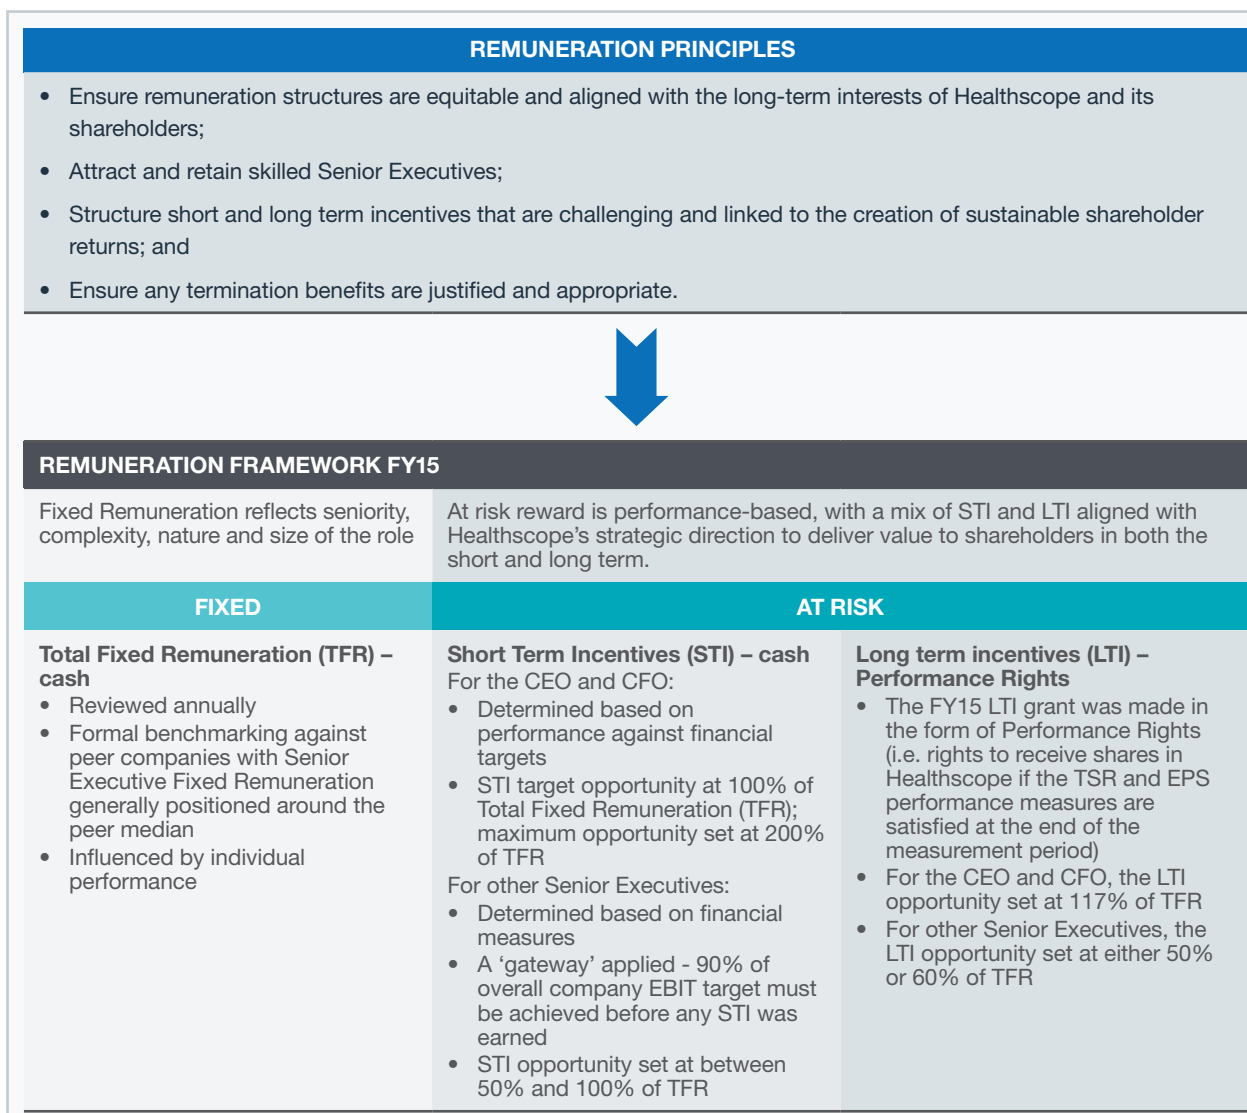 REMUNERATION PRINCIPLES
• Ensure remuneration structures are equitable and aligned with the long-term interests of Healthscope and its
shareholders;
• Attract and retain skilled Senior Executives;
• Structure short and long term incentives that are challenging and linked to the creation of sustainable shareholder
returns; and
• Ensure any termination benefits are justified and appropriate.
REMUNERATION FRAMEWORK FY15
Fixed Remuneration reflects seniority,
complexity, nature and size of the role
At risk reward is performance-based, with a mix of STI and LTI aligned with
Healthscope’s strategic direction to deliver value to shareholders in both the
short and long term.
FIXED
AT RISK
Total Fixed Remuneration (TFR) –
cash
• Reviewed annually
• Formal benchmarking against
peer companies with Senior
Executive Fixed Remuneration
generally positioned around the
peer median
• Influenced by individual
performance
Short Term Incentives (STI) – cash
For the CEO and CFO:
• Determined based on
performance against financial
targets
• STI target opportunity at 100% of
Total Fixed Remuneration (TFR);
maximum opportunity set at 200%
of TFR
For other Senior Executives:
• Determined based on financial
measures
• A ‘gateway’ applied - 90% of
overall company EBIT target must
be achieved before any STI was
earned
• STI opportunity set at between
50% and 100% of TFR
Long term incentives (LTI) –
Performance Rights
• The FY15 LTI grant was made in
the form of Performance Rights
(i.e. rights to receive shares in
Healthscope if the TSR and EPS
performance measures are
satisfied at the end of the
measurement period)
• For the CEO and CFO, the LTI
opportunity set at 117% of TFR
• For other Senior Executives, the
LTI opportunity set at either 50%
or 60% of TFR